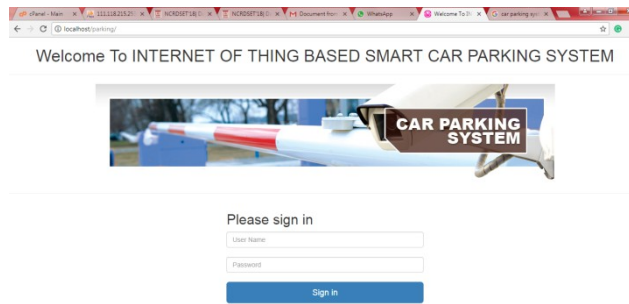 cPanel - Main
NCRDSET'18|
NCRDSET'18|
Document from
WhatsApp
Welcome To
car parking sys
localhost/parking/
Welcome To INTERNET OF THING BASED SMART CAR PARKING SYSTEM
CAR PARKING
SYSTEM
Please sign in
User Name
Password
Sign in